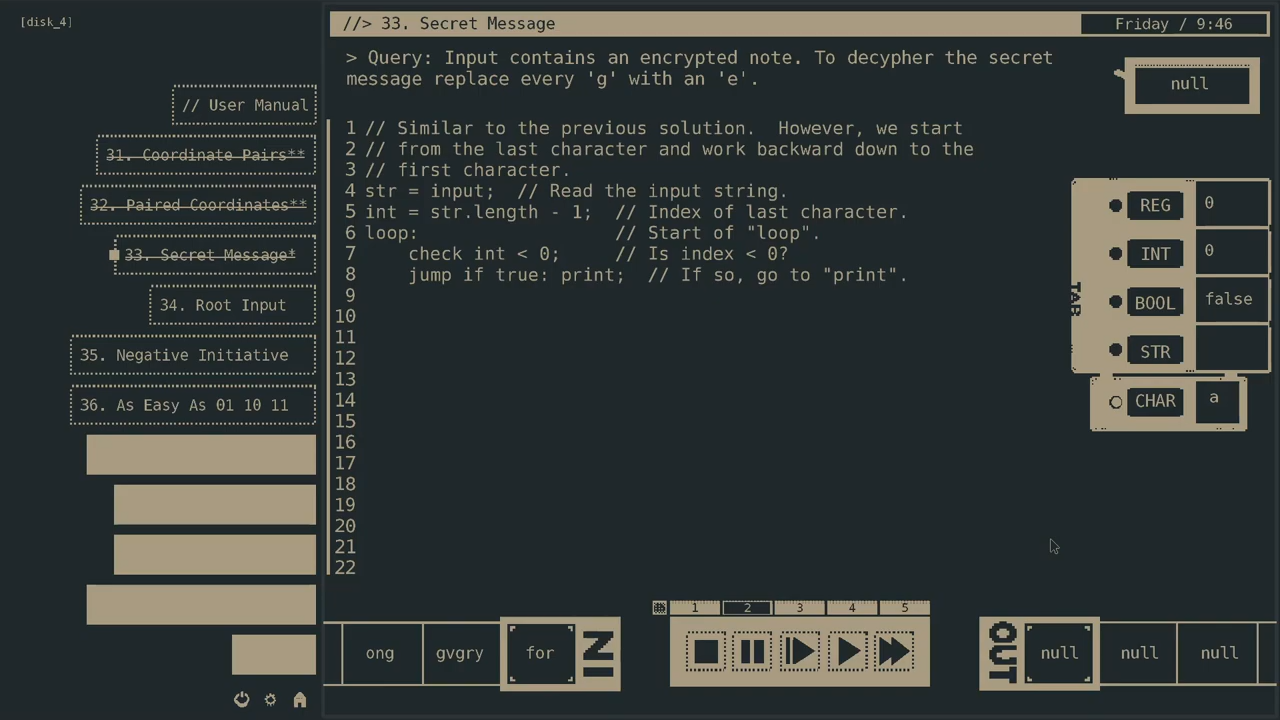 [disk_4]
// User Manual
31. Coordinate Pairs**
32. Paired Coordinates**
33. Secret Message*
34. Root Input
35. Negative Initiative
36. As Easy As 01 10 11
//> 33. Secret Message
Friday / 9:46
> Query: Input contains an encrypted note. To decypher the secret
message replace every 'g' with an 'e'.
null
1 // Similar to the previous solution.  However, we start
2 // from the last character and work backward down to the
3 // first character.
4 str = input;  // Read the input string.
5 int = str.length - 1;  // Index of last character.
6 loop:                  // Start of "loop".
7     check int < 0;     // Is index < 0?
8     jump if true: print;  // If so, go to "print".
9
10
11
12
13
14
15
16
17
18
19
20
21
22
TAB
REG 0
INT 0
BOOL false
STR
CHAR a
1 2 3 4 5
ong gvgry for IN
OUT null null null